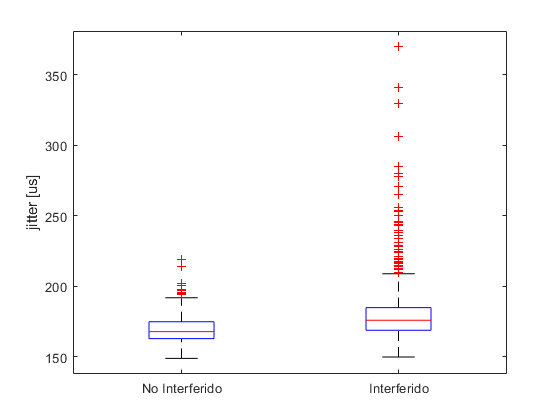 jitter [us]
350
300
250
200
150
No Interferido
Interferido